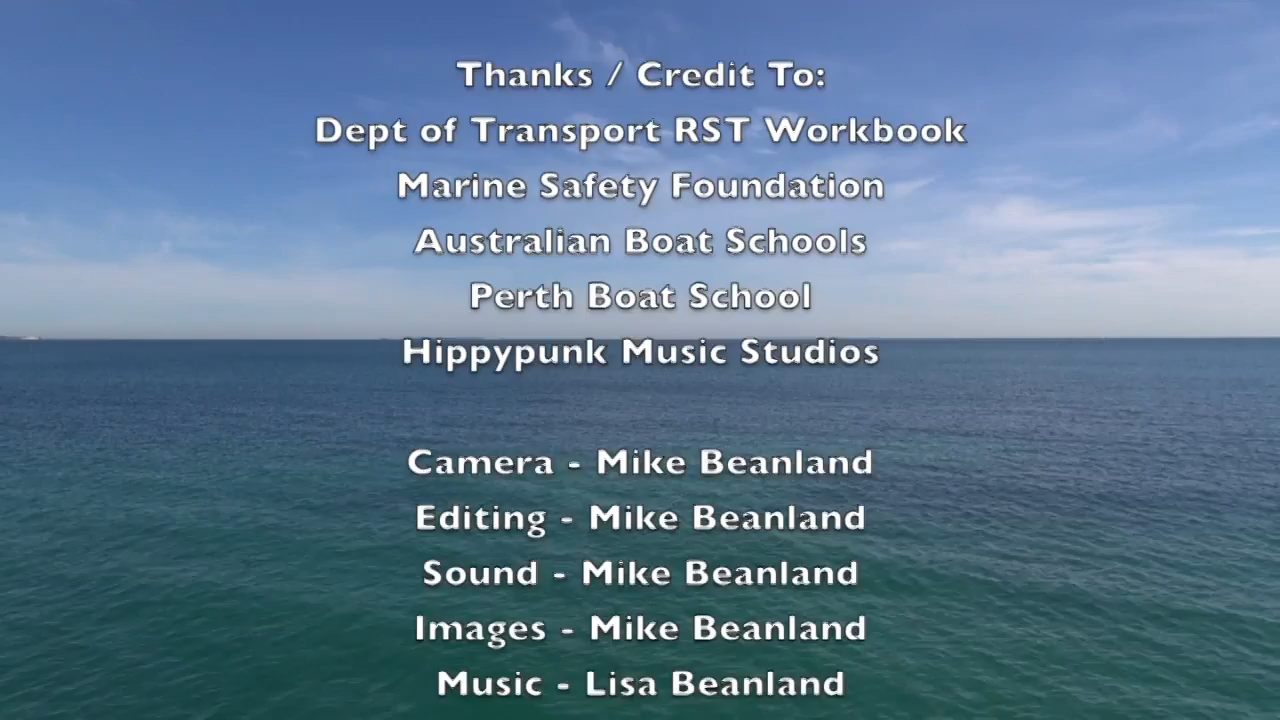 Thanks / Credit To:
Dept of Transport RST Workbook
Marine Safety Foundation
Australian Boat Schools
Perth Boat School
Hippypunk Music Studios
Camera - Mike Beanland
Editing - Mike Beanland
Sound - Mike Beanland
Images - Mike Beanland
Music - Lisa Beanland